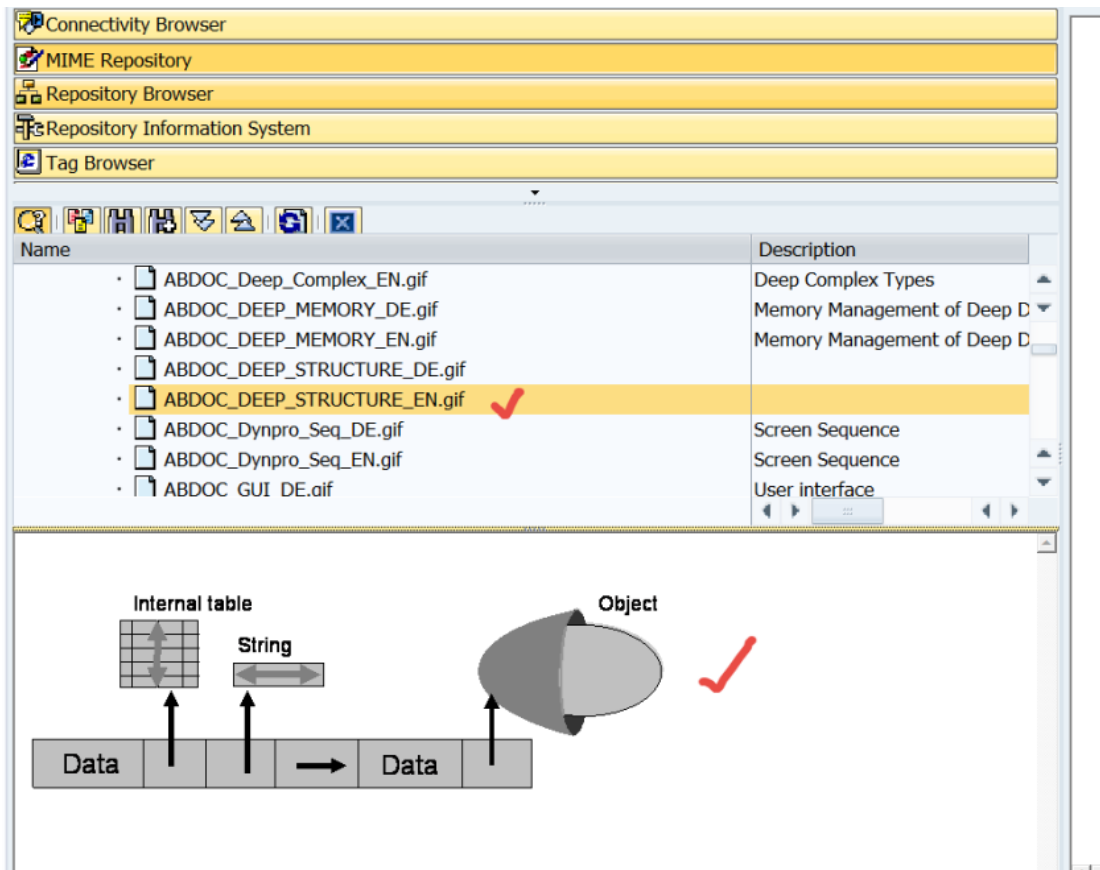 Connectivity Browser
MIME Repository
Repository Browser
Repository Information System
Tag Browser
Name Description
ABDOC_Deep_Complex_EN.gif Deep Complex Types
ABDOC_DEEP_MEMORY_DE.gif Memory Management of Deep D
ABDOC_DEEP_MEMORY_EN.gif Memory Management of Deep D
ABDOC_DEEP_STRUCTURE_DE.gif
ABDOC_DEEP_STRUCTURE_EN.gif
ABDOC_Dynpro_Seq_DE.gif Screen Sequence
ABDOC_Dynpro_Seq_EN.gif Screen Sequence
ABDOC_GUI_DE.gif User interface
Internal table
String
Object
Data Data